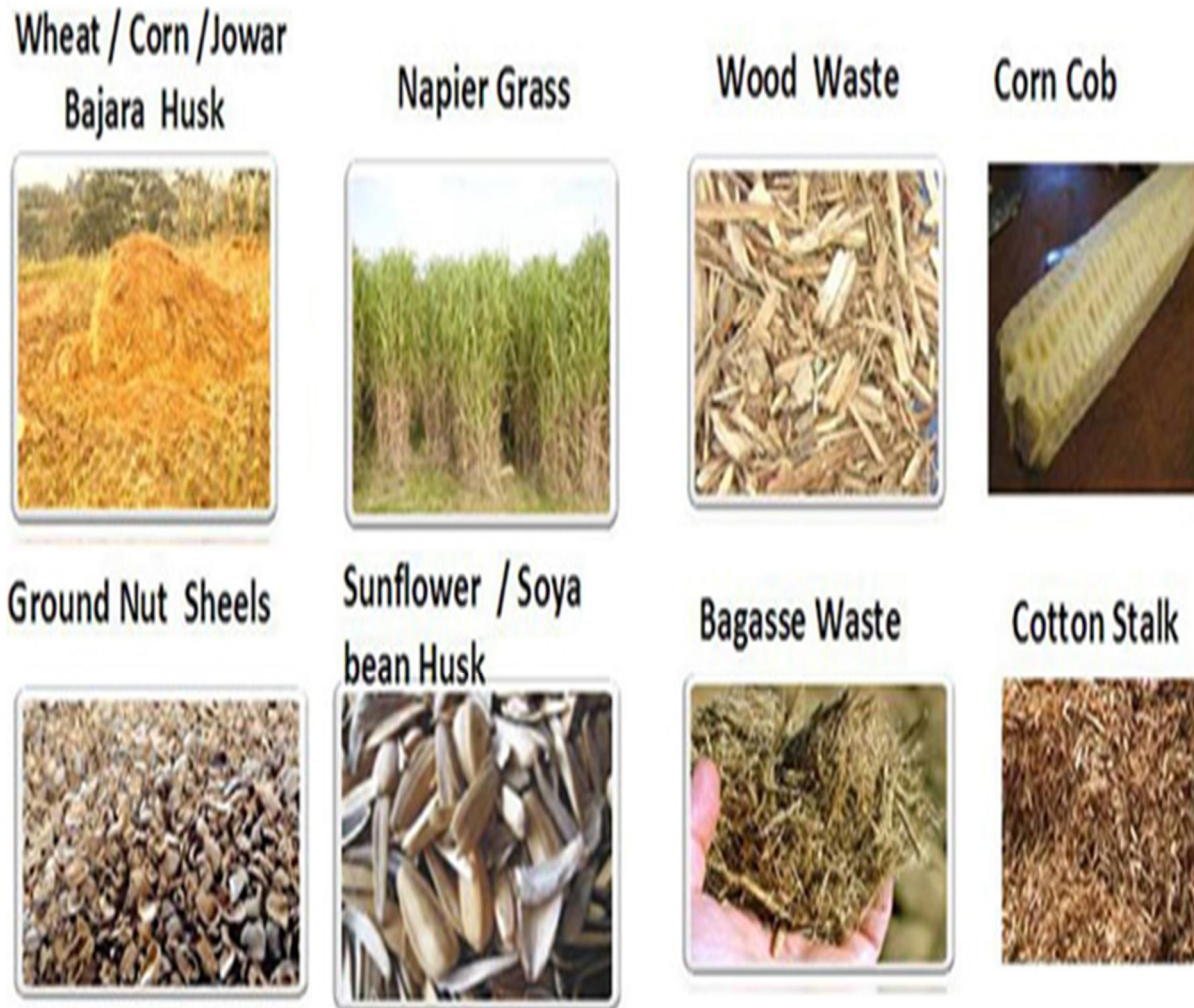 Wheat / Corn /Jowar
Bajara Husk
Napier Grass
Wood Waste
Corn Cob
Ground Nut Sheels
Sunflower / Soya
bean Husk
Bagasse Waste
Cotton Stalk